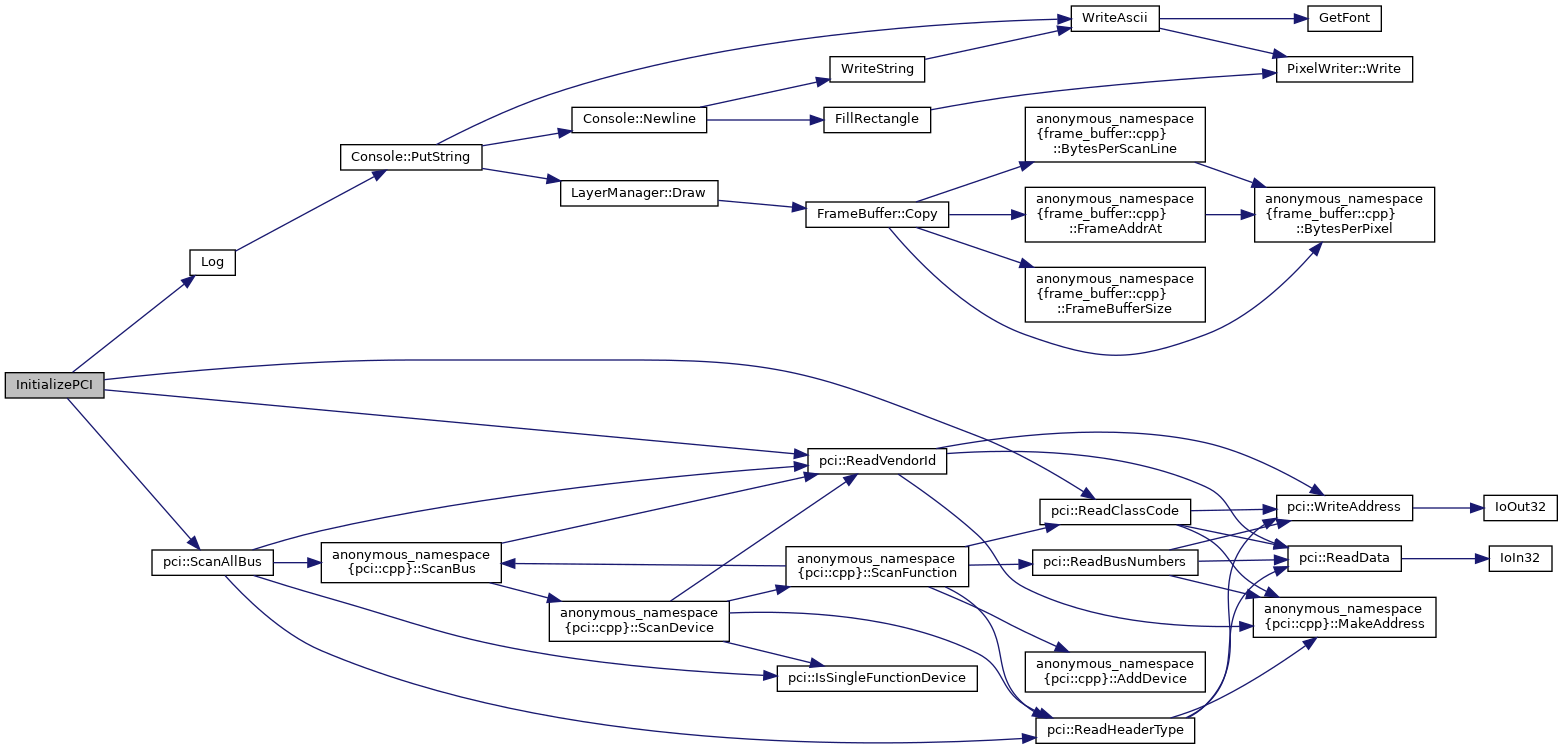 WriteAscii
GetFont
WriteString
PixelWriter::Write
Console::Newline
FillRectangle
anonymous_namespace
{frame_buffer::cpp}
::BytesPerScanLine
Console::PutString
LayerManager::Draw
FrameBuffer::Copy
anonymous_namespace
{frame_buffer::cpp}
::FrameAddrAt
anonymous_namespace
{frame_buffer::cpp}
::BytesPerPixel
Log
anonymous_namespace
{frame_buffer::cpp}
::FrameBufferSize
InitializePCI
pci::ReadVendorId
pci::ReadClassCode
pci::WriteAddress
IoOut32
pci::ScanAllBus
anonymous_namespace
{pci::cpp}::ScanBus
anonymous_namespace
{pci::cpp}::ScanFunction
pci::ReadBusNumbers
pci::ReadData
IoIn32
anonymous_namespace
{pci::cpp}::ScanDevice
anonymous_namespace
{pci::cpp}::MakeAddress
pci::IsSingleFunctionDevice
anonymous_namespace
{pci::cpp}::AddDevice
pci::ReadHeaderType